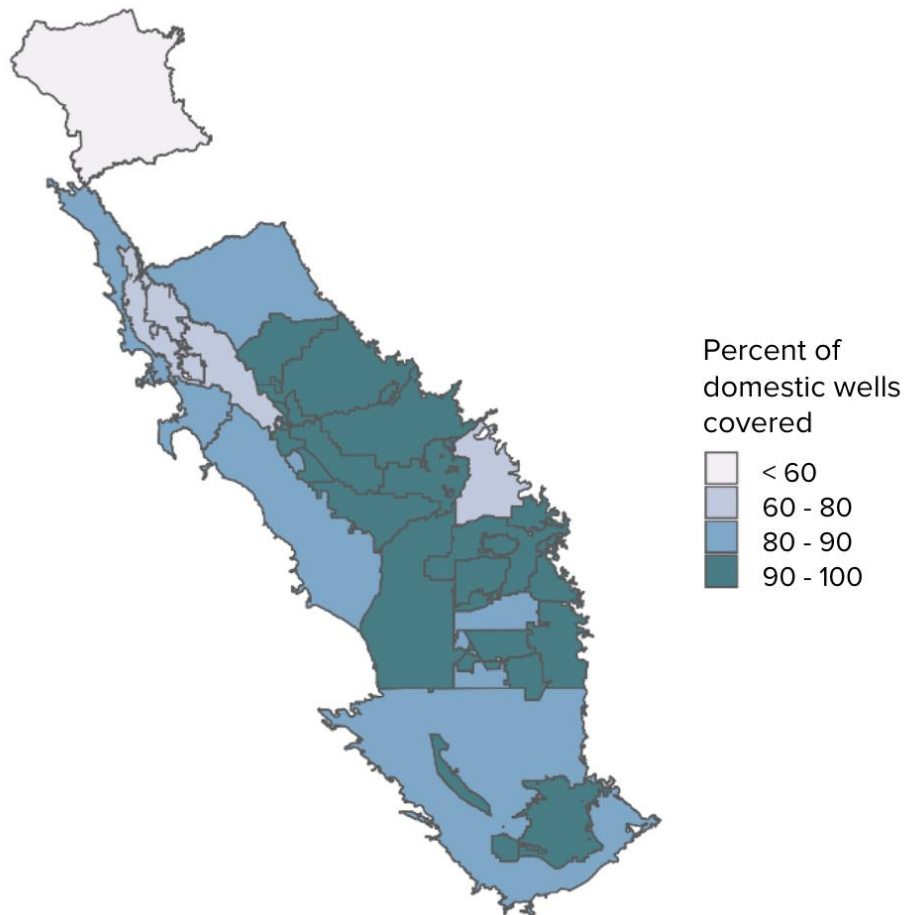 Percent of
domestic wells
covered
< 60
60 - 80
80 - 90
90 - 100